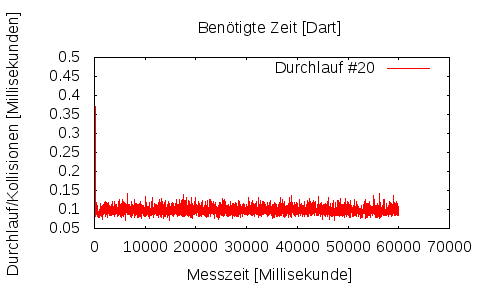 Benötigte Zeit [Dart]
Durchlauf/Kollisionen [Millisekunden]
Durchlauf #20
0.5
0.45
0.4
0.35
0.3
0.25
0.2
0.15
0.1
0.05
0 10000 20000 30000 40000 50000 60000 70000
Messzeit [Millisekunde]